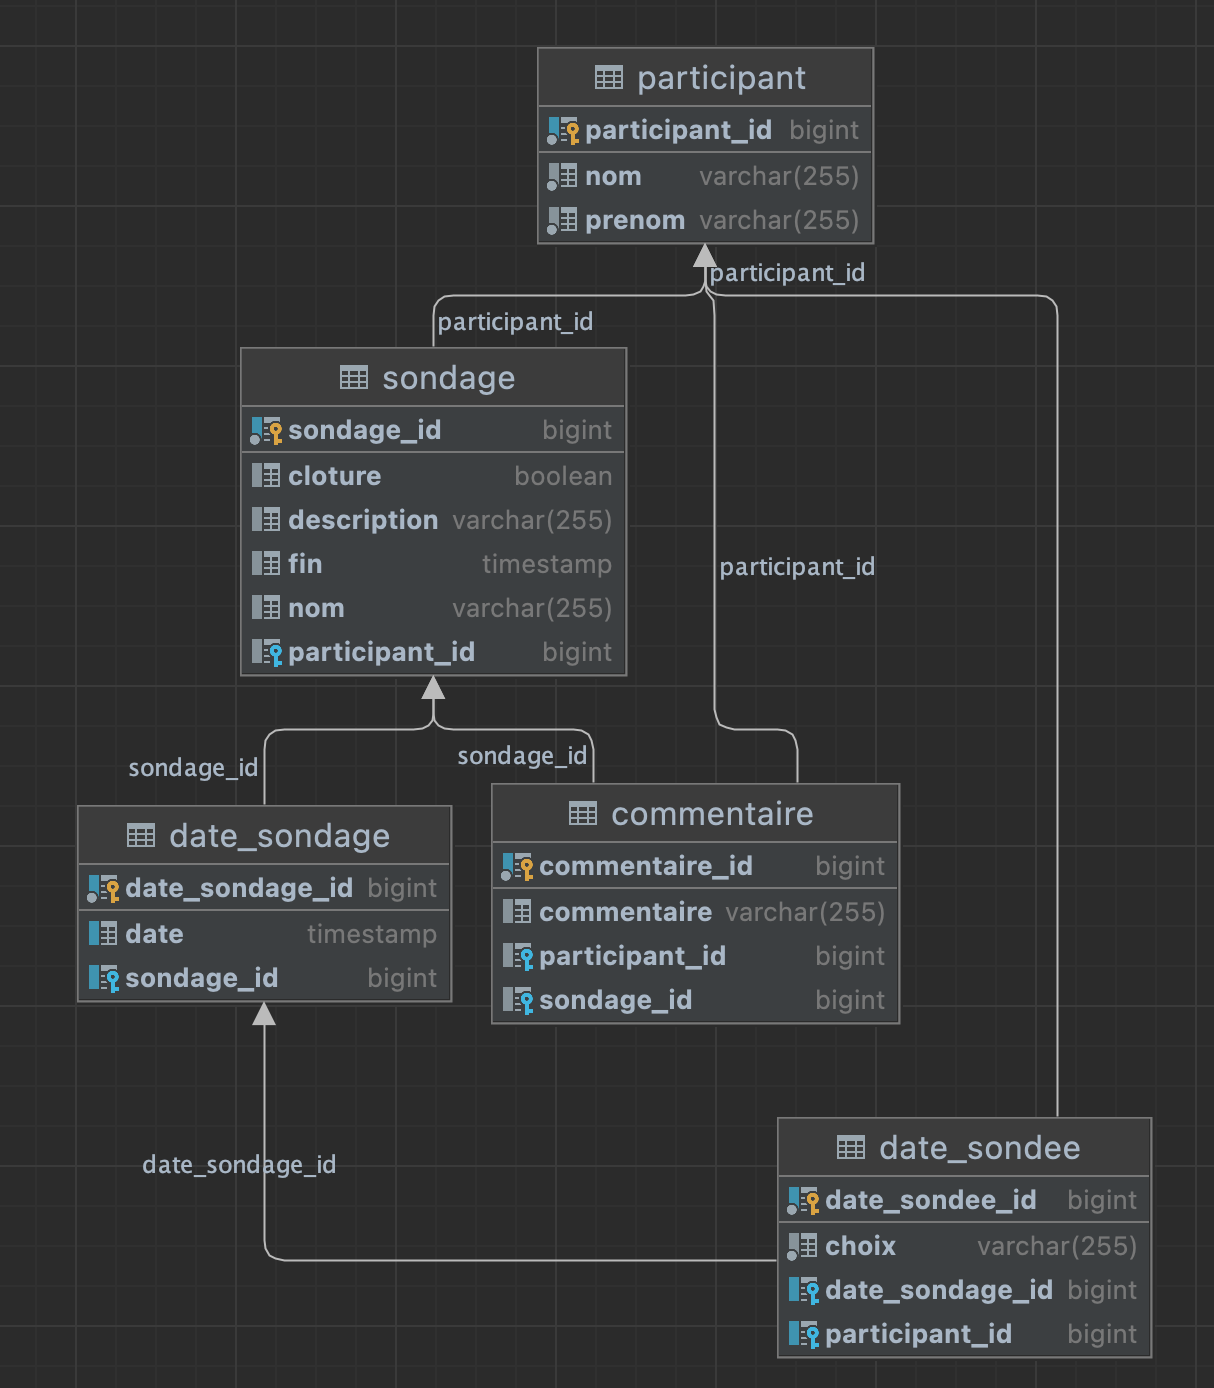 participant
participant_id bigint
nom varchar(255)
prenom varchar(255)
participant_id
participant_id
sondage
sondage_id bigint
cloture boolean
description varchar(255)
fin timestamp
nom varchar(255)
participant_id bigint
participant_id
sondage_id
sondage_id
date_sondage
date_sondage_id bigint
date timestamp
sondage_id bigint
commentaire
commentaire_id bigint
commentaire varchar(255)
participant_id bigint
sondage_id bigint
date_sondage_id
date_sondee
date_sondee_id bigint
choix varchar(255)
date_sondage_id bigint
participant_id bigint